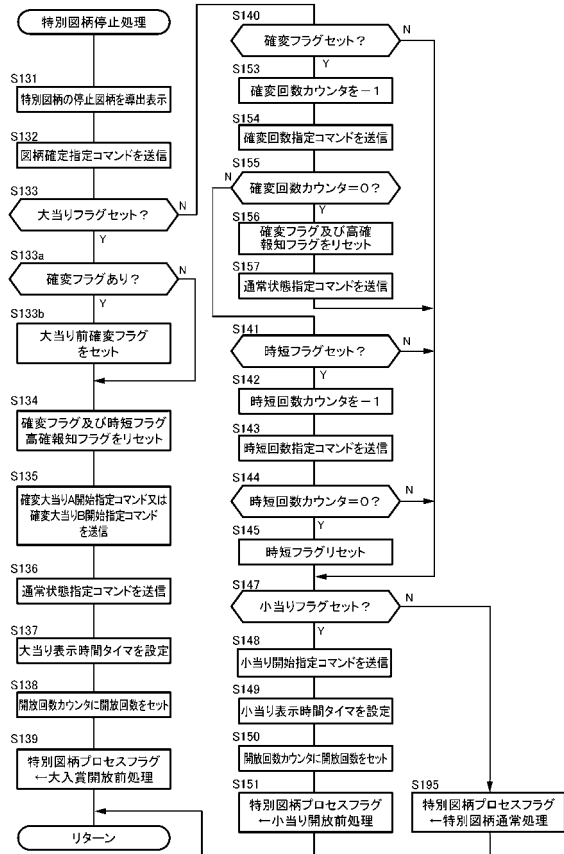 特別図柄停止処理
S131
特別図柄の停止図柄を導出表示
S132
図柄確定指定コマンドを送信
S133
大当りフラグセット？
N
Y
S133a
確変フラグあり？
N
Y
S133b
大当り前確変フラグ
をセット
S134
確変フラグ及び時短フラグ
高確報知フラグをリセット
S135
確変大当りA開始指定コマンド又は
確変大当りB開始指定コマンド
を送信
S136
通常状態指定コマンドを送信
S137
大当り表示時間タイマを設定
S138
開放回数カウンタに開放回数をセット
S139
特別図柄プロセスフラグ
←大入賞開放前処理
リターン
S140
確変フラグセット？
N
Y
S153
確変回数カウンタを－1
S154
確変回数指定コマンドを送信
S155
N
確変回数カウンタ＝0？
Y
S156
確変フラグ及び高確
報知フラグをリセット
S157
通常状態指定コマンドを送信
S141
時短フラグセット？
N
Y
S142
時短回数カウンタを－1
S143
時短回数指定コマンドを送信
S144
時短回数カウンタ＝0？
N
Y
S145
時短フラグリセット
S147
小当りフラグセット？
N
Y
S148
小当り開始指定コマンドを送信
S149
小当り表示時間タイマを設定
S150
開放回数カウンタに開放回数をセット
S151
特別図柄プロセスフラグ
←小当り開放前処理
S195
特別図柄プロセスフラグ
←特別図柄通常処理